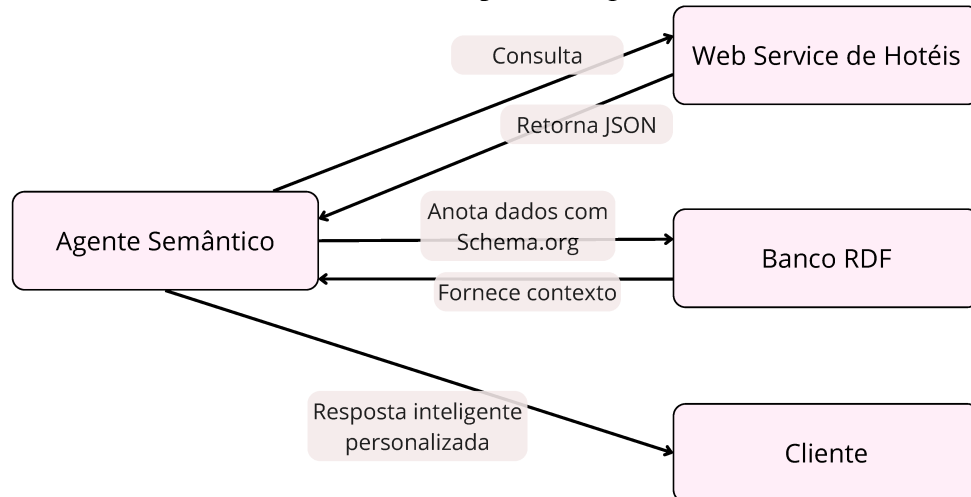 Consulta
Web Service de Hotéis
Retorna JSON
Agente Semântico
Anota dados com
Schema.org
Banco RDF
Fornece contexto
Resposta inteligente
personalizada
Cliente